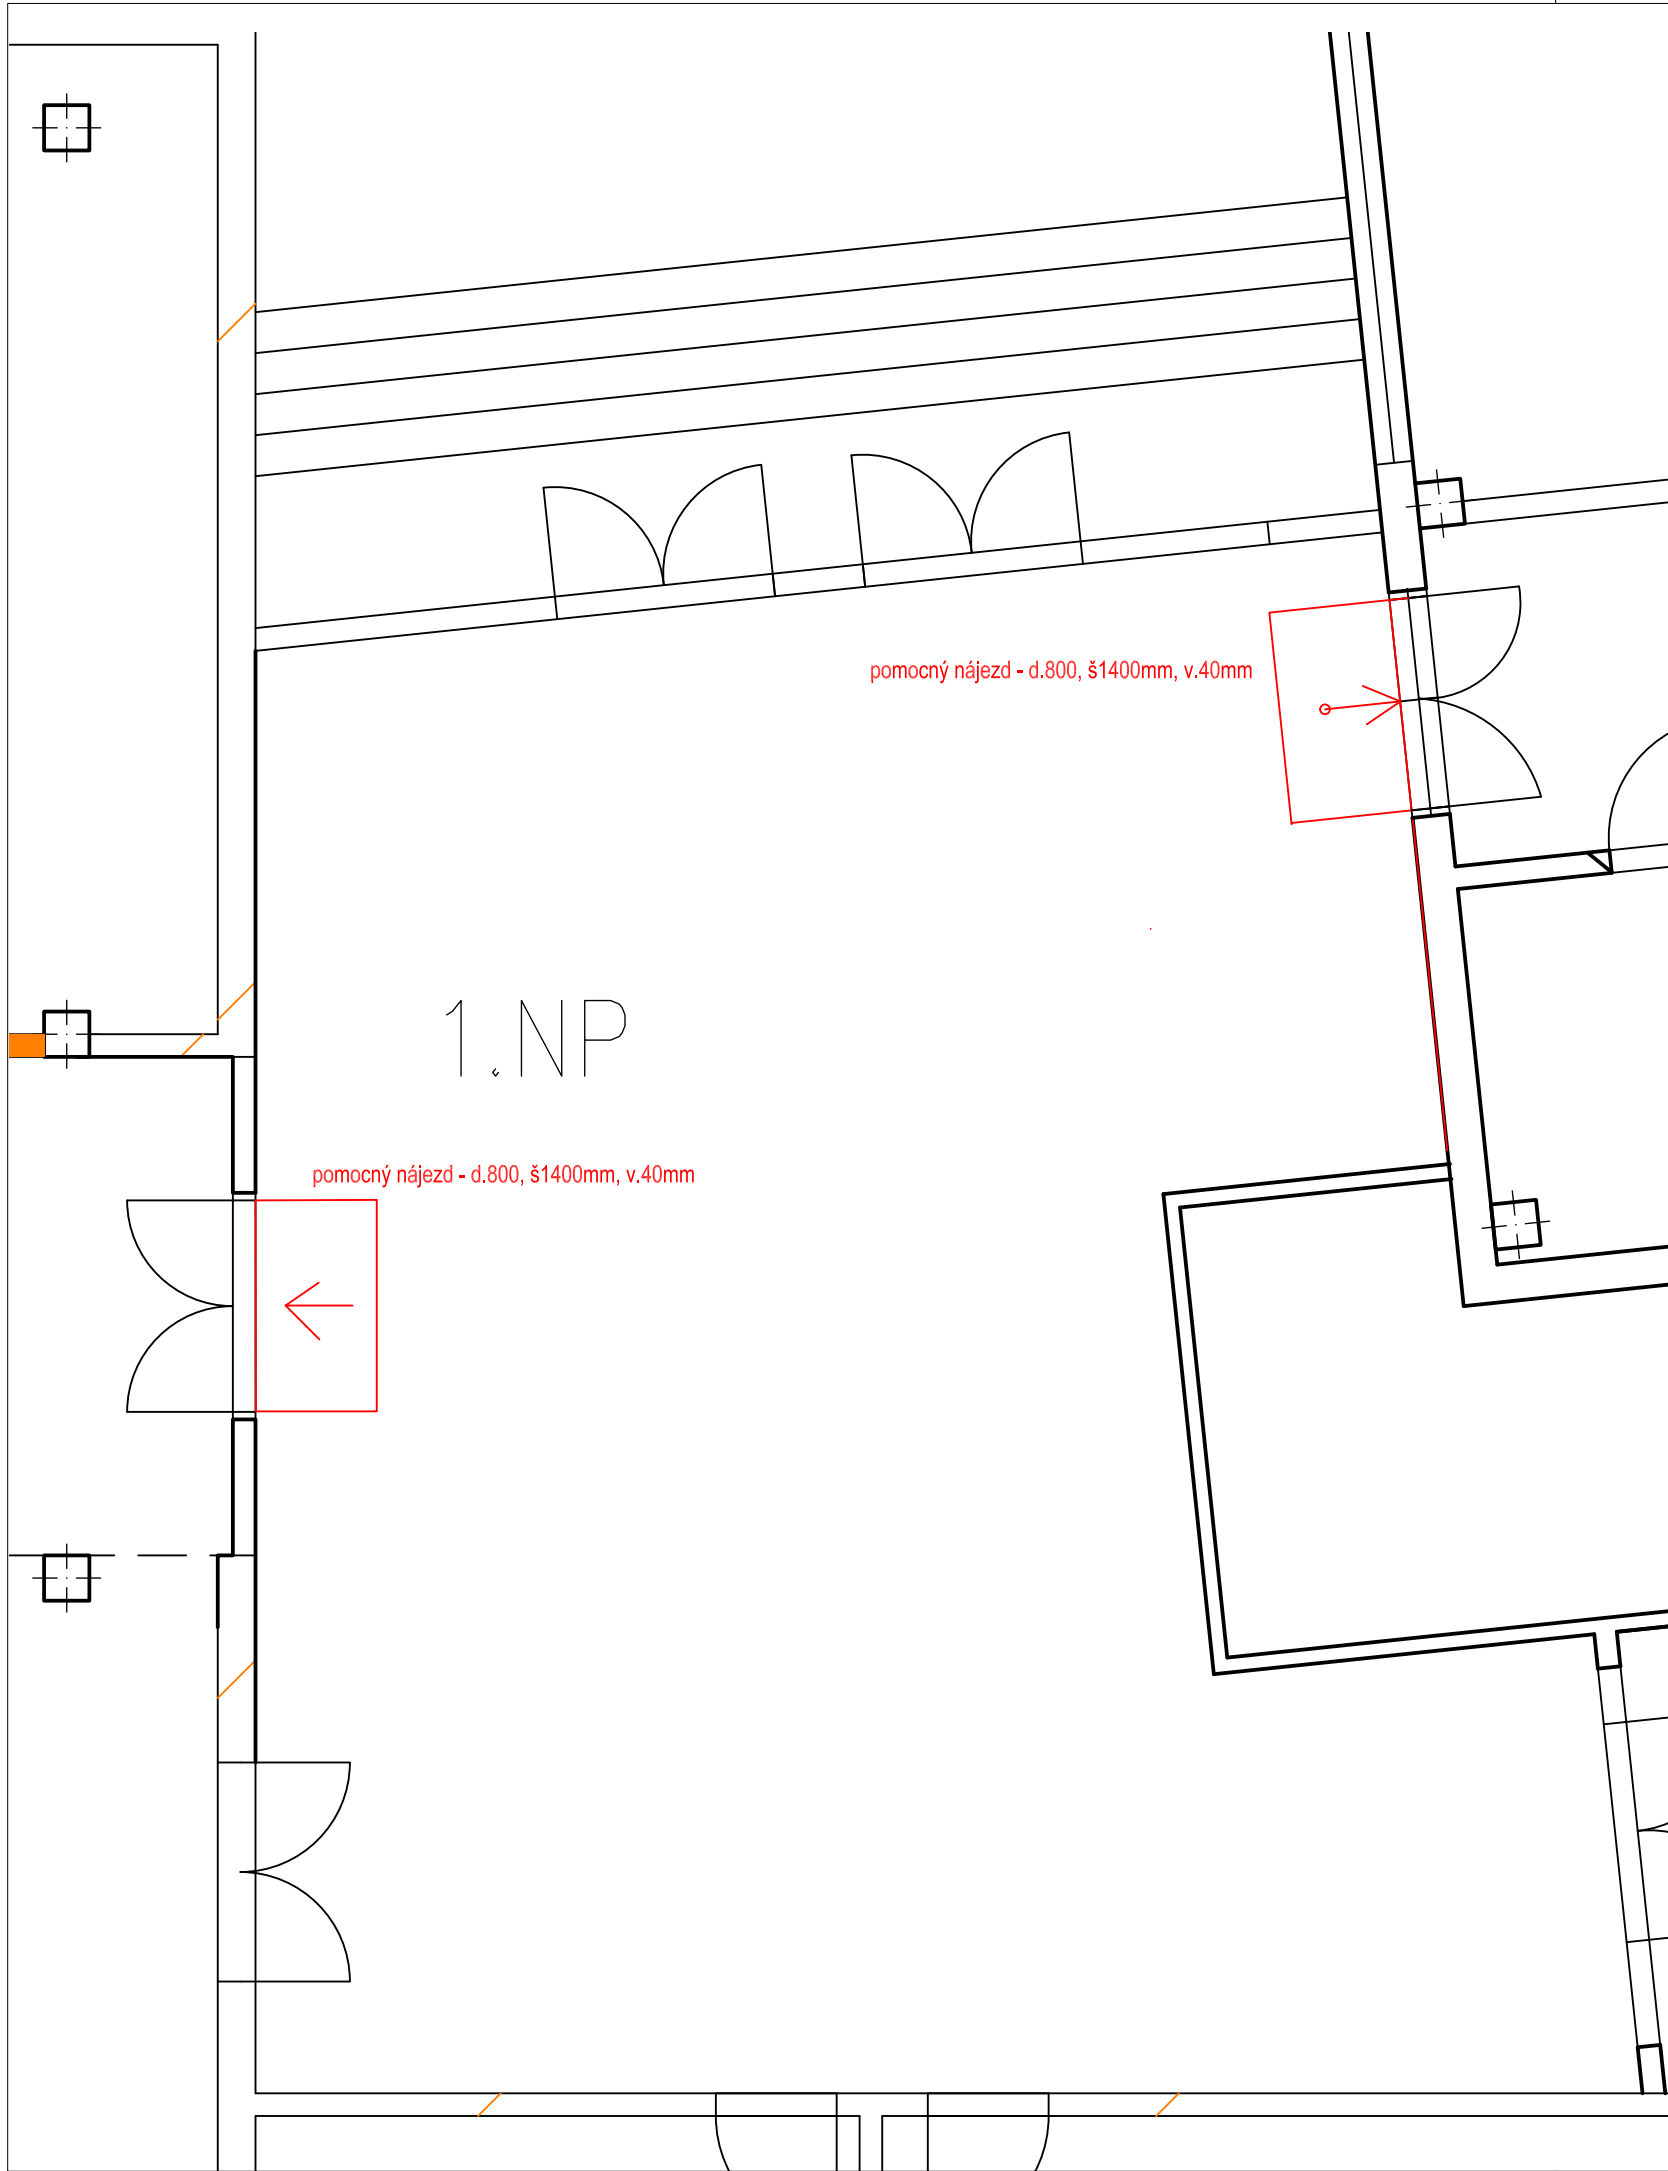 pomocný nájezd - d.800, š1400mm, v.40mm
1.NP
pomocný nájezd - d.800, š1400mm, v.40mm